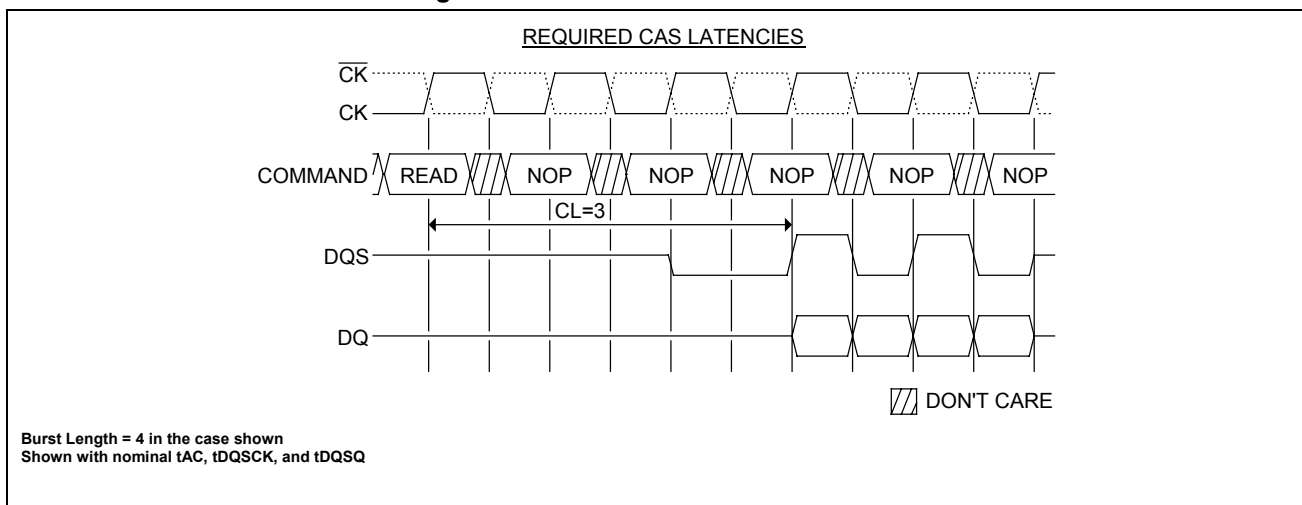 REQUIRED CAS LATENCIES
CK
CK
COMMAND READ NOP NOP NOP NOP NOP
CL=3
DQS
DQ
DON'T CARE
Burst Length = 4 in the case shown
Shown with nominal tAC, tDQSCK, and tDQSQ